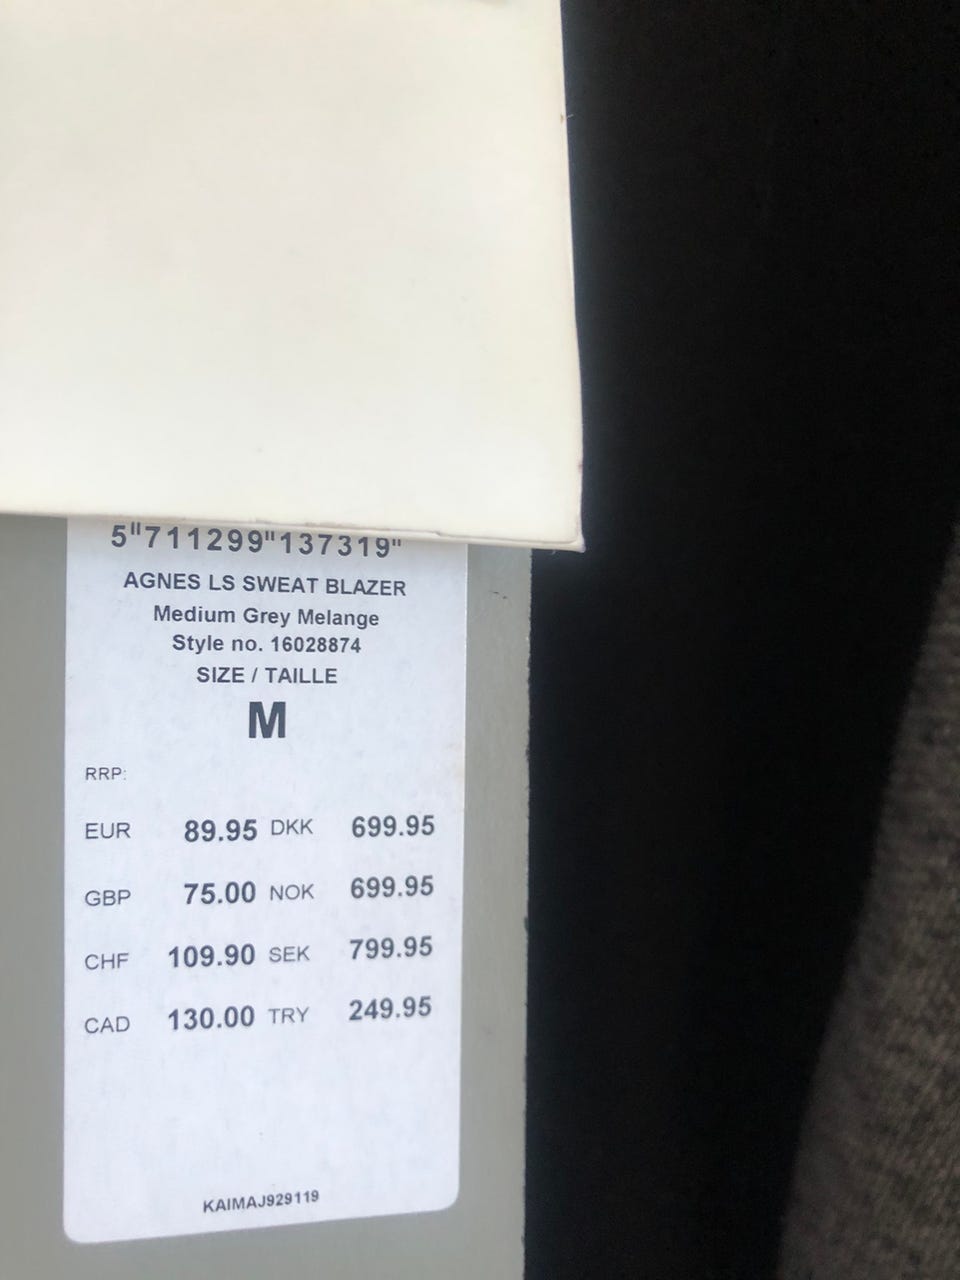 5"711299"137319"
AGNES LS SWEAT BLAZER
Medium Grey Melange
Style no. 16028874
SIZE / TAILLE
M
RRP:
EUR 89.95 DKK 699.95
GBP 75.00 NOK 699.95
CHF 109.90 SEK 799.95
CAD 130.00 TRY 249.95
KAIMAJ929119